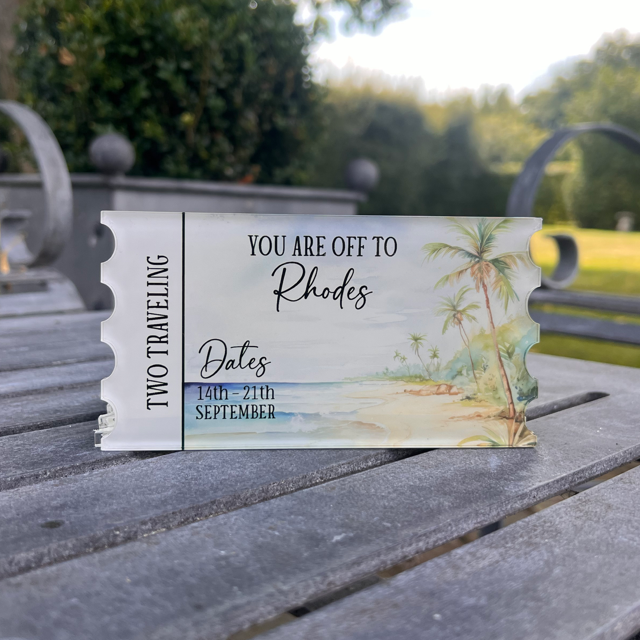 TWO TRAVELING
YOU ARE OFF TO
Rhodes
Dates
14th - 21th
SEPTEMBER